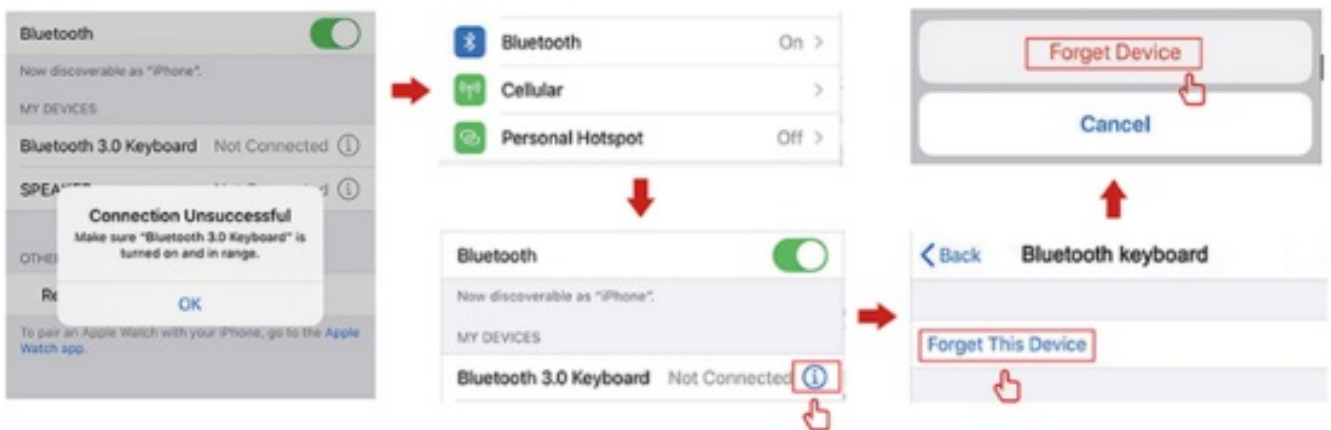 Bluetooth
Now discoverable as "iPhone".
MY DEVICES
Bluetooth 3.0 Keyboard Not Connected
Connection Unsuccessful
Make sure "Bluetooth 3.0 Keyboard" is
turned on and in range.
OK
To pair an Apple Watch with your iPhone, go to the Apple
Watch app.
Bluetooth On
Cellular
Personal Hotspot Off
Bluetooth
Now discoverable as "iPhone".
MY DEVICES
Bluetooth 3.0 Keyboard Not Connected
Back Bluetooth keyboard
Forget This Device
Forget Device
Cancel